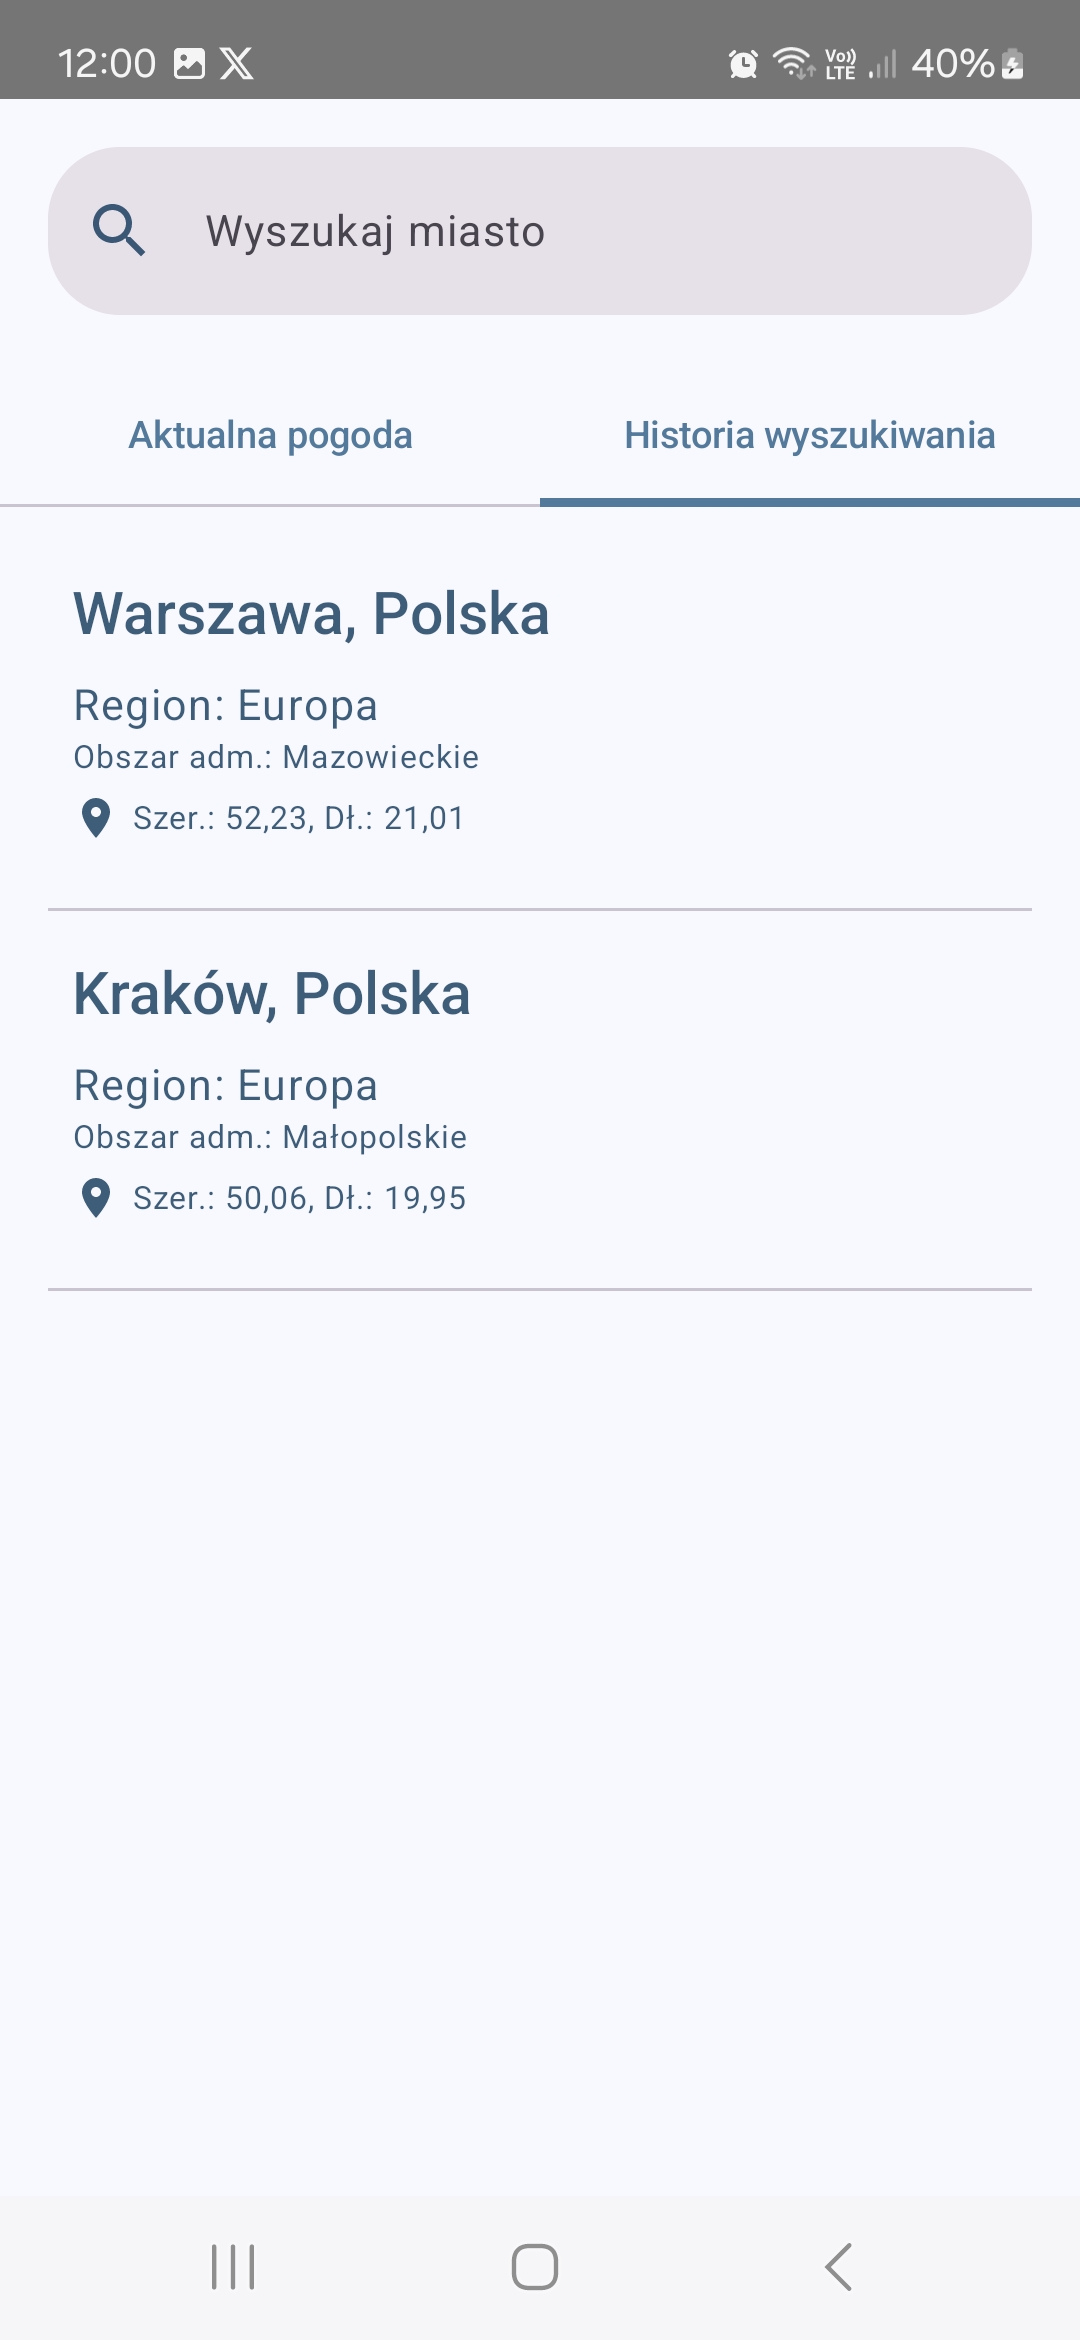 12:00
Vo)) LTE
40%
Wyszukaj miasto
Aktualna pogoda
Historia wyszukiwania
Warszawa, Polska
Region: Europa
Obszar adm.: Mazowieckie
Szer.: 52,23, Dł.: 21,01
Kraków, Polska
Region: Europa
Obszar adm.: Małopolskie
Szer.: 50,06, Dł.: 19,95